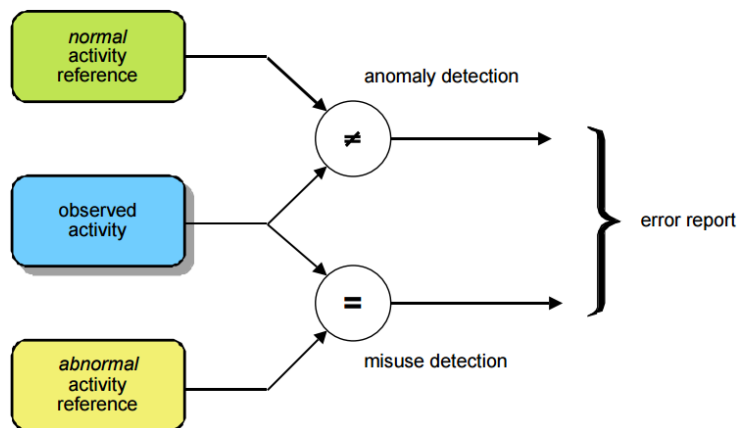 normal
activity
reference
anomaly detection
≠
observed
activity
error report
=
misuse detection
abnormal
activity
reference